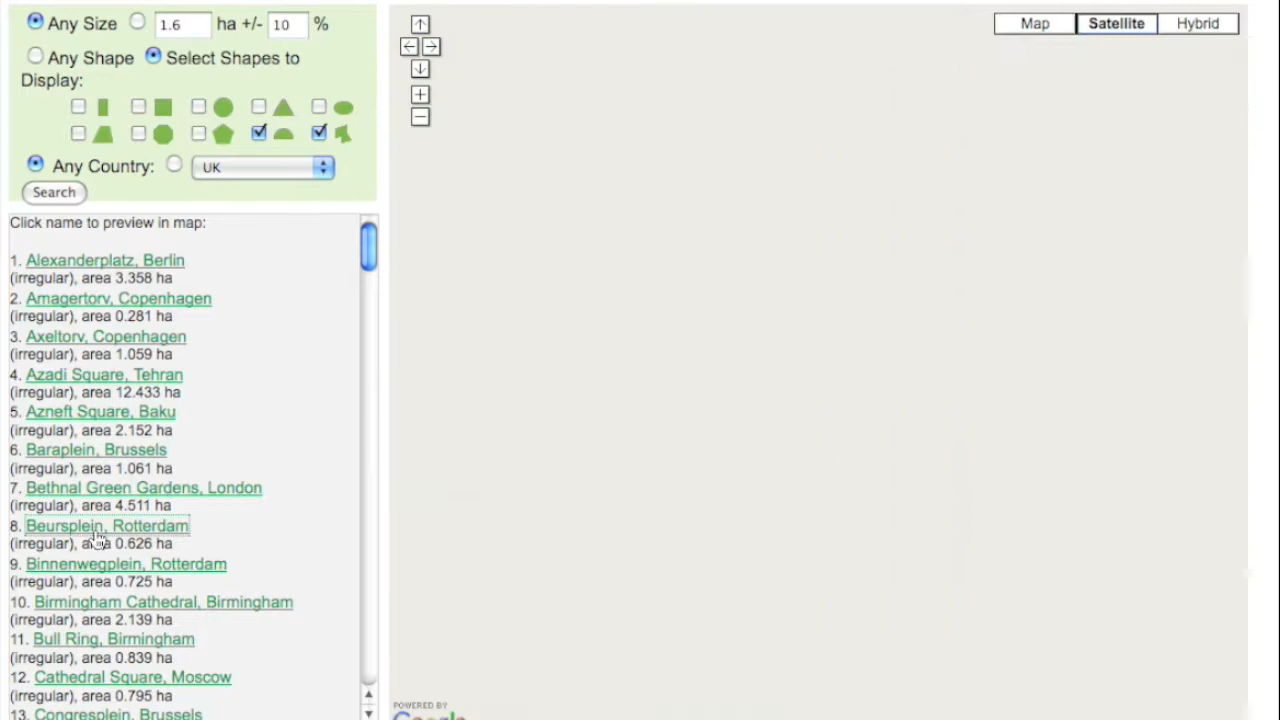 Any Size 1.6 ha +/- 10 %
Any Shape Select Shapes to
Display:
Any Country: UK
Search
Click name to preview in map:
1. Alexanderplatz, Berlin
(irregular), area 3.358 ha
2. Amagertorv, Copenhagen
(irregular), area 0.281 ha
3. Axeltorv, Copenhagen
(irregular), area 1.059 ha
4. Azadi Square, Tehran
(irregular), area 12.433 ha
5. Azneft Square, Baku
(irregular), area 2.152 ha
6. Baraplein, Brussels
(irregular), area 1.061 ha
7. Bethnal Green Gardens, London
(irregular), area 4.511 ha
8. Beursplein, Rotterdam
(irregular), area 0.626 ha
9. Binnenwegplein, Rotterdam
(irregular), area 0.725 ha
10. Birmingham Cathedral, Birmingham
(irregular), area 2.139 ha
11. Bull Ring, Birmingham
(irregular), area 0.839 ha
12. Cathedral Square, Moscow
(irregular), area 0.795 ha
13. Congresplein, Brussels
Map Satellite Hybrid
POWERED BY
Google